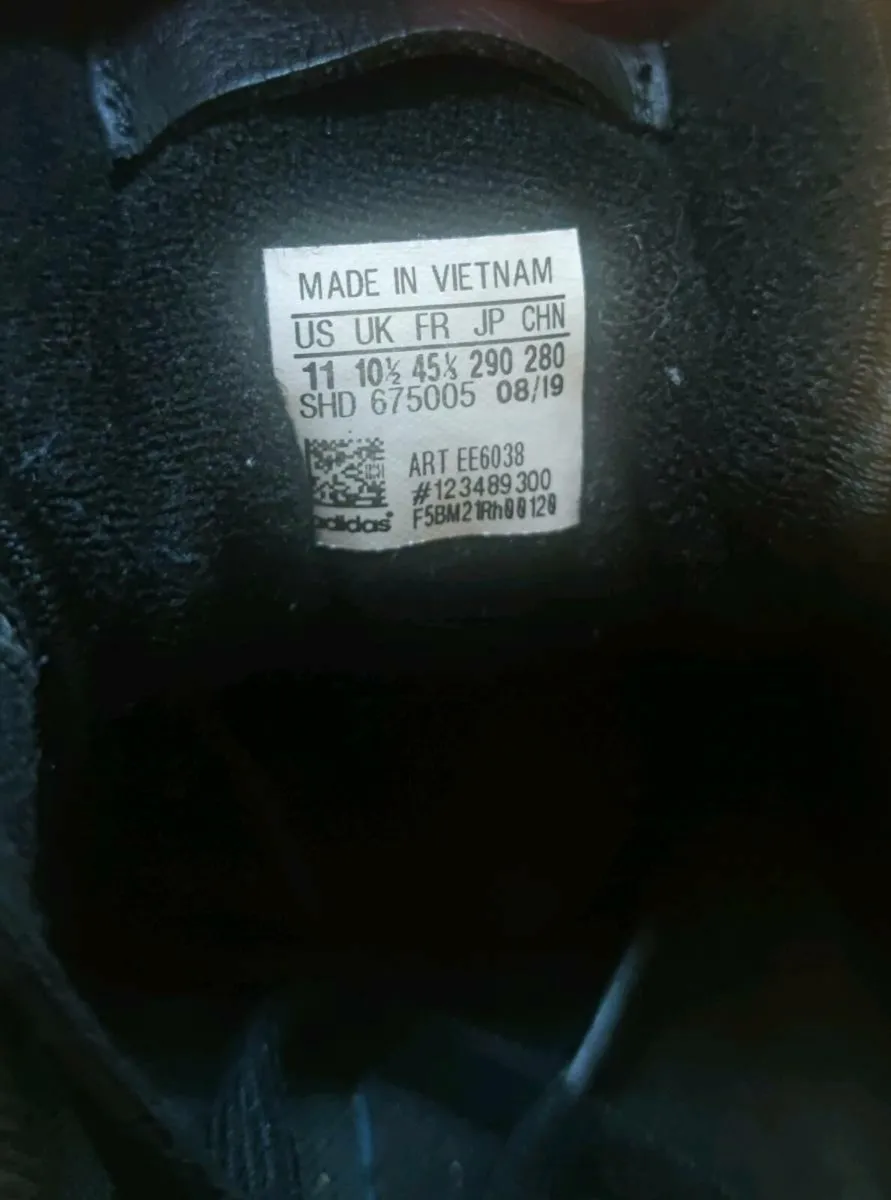 MADE IN VIETNAM
US UK FR JP CHN
11 10½ 45⅓ 290 280
SHD 675005 08/19
ART EE6038
#123489300
adidas F5BM21Rh00120